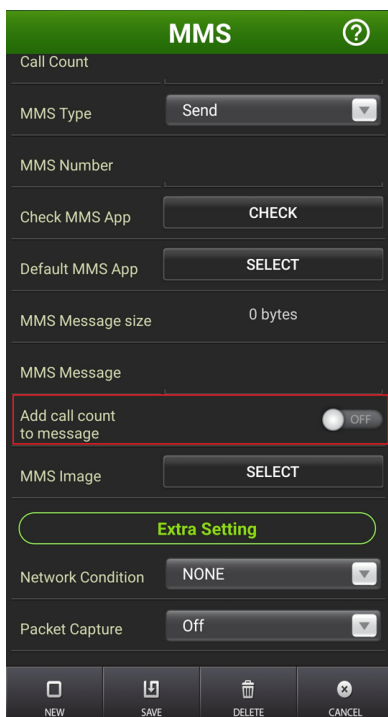 MMS
Call Count
MMS Type Send
MMS Number
Check MMS App CHECK
Default MMS App SELECT
MMS Message size 0 bytes
MMS Message
Add call count
to message OFF
MMS Image SELECT
Extra Setting
Network Condition NONE
Packet Capture Off
NEW SAVE DELETE CANCEL